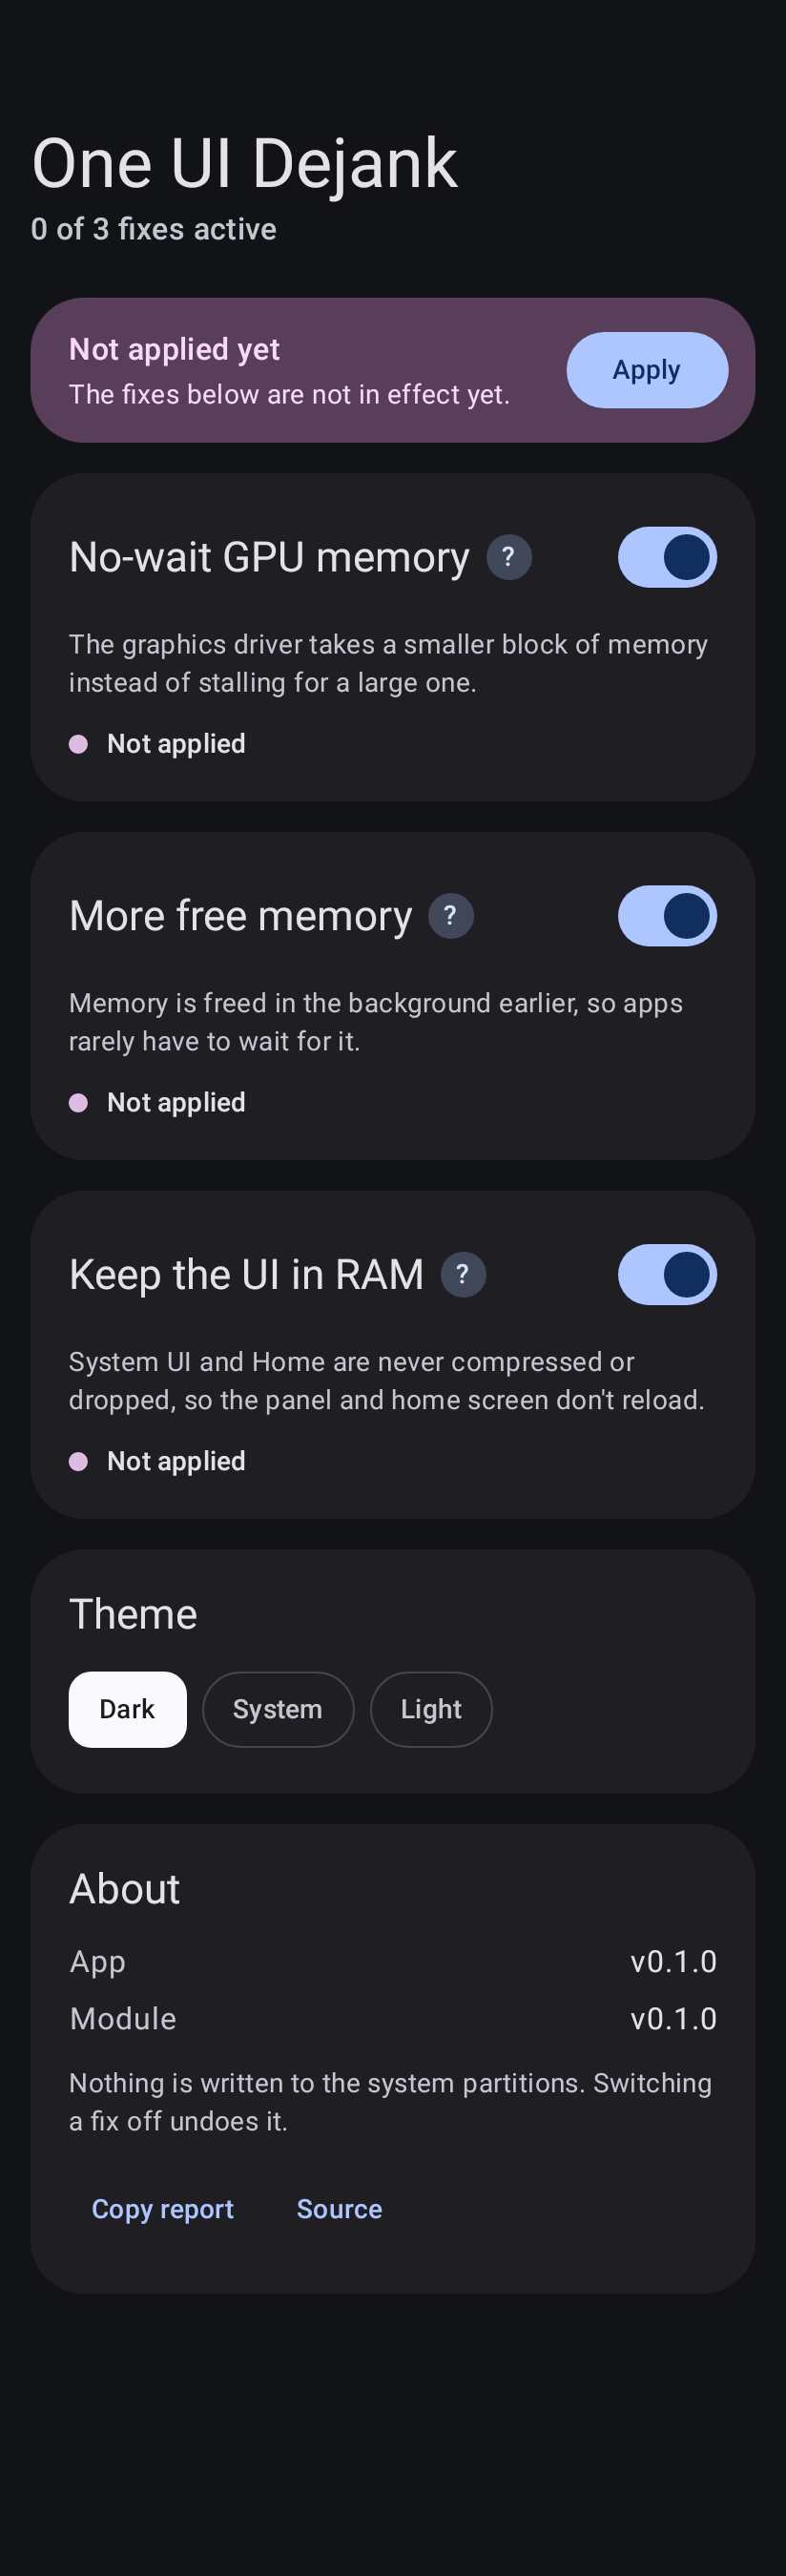 One UI Dejank
0 of 3 fixes active
Not applied yet
The fixes below are not in effect yet.
Apply
No-wait GPU memory ?
The graphics driver takes a smaller block of memory
instead of stalling for a large one.
Not applied
More free memory ?
Memory is freed in the background earlier, so apps
rarely have to wait for it.
Not applied
Keep the UI in RAM ?
System UI and Home are never compressed or
dropped, so the panel and home screen don't reload.
Not applied
Theme
Dark System Light
About
App v0.1.0
Module v0.1.0
Nothing is written to the system partitions. Switching
a fix off undoes it.
Copy report Source